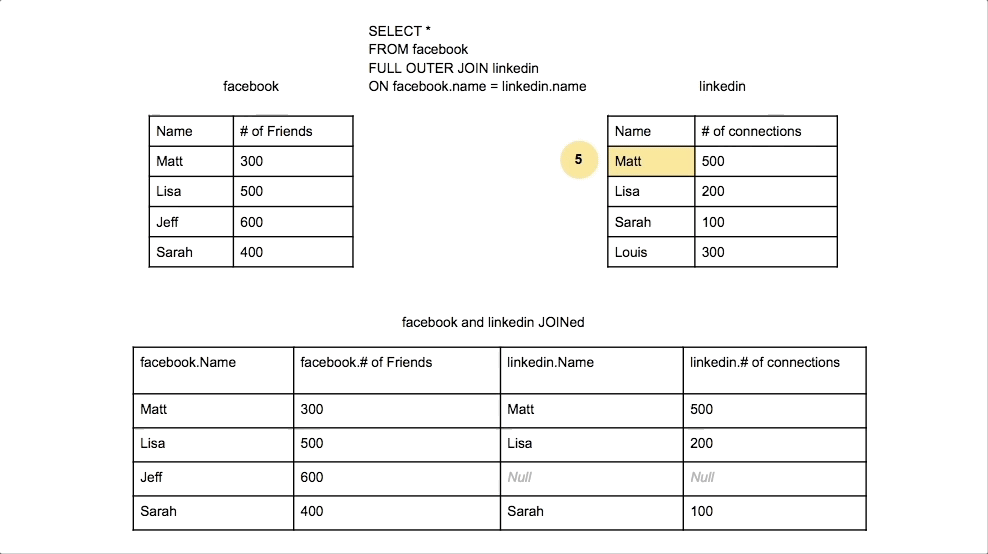 SELECT *
FROM facebook
FULL OUTER JOIN linkedin
ON facebook.name = linkedin.name
facebook
Name # of Friends
Matt 300
Lisa 500
Jeff 600
Sarah 400
linkedin
5
Name # of connections
Matt 500
Lisa 200
Sarah 100
Louis 300
facebook and linkedin JOINed
facebook.Name facebook.# of Friends linkedin.Name linkedin.# of connections
Matt 300 Matt 500
Lisa 500 Lisa 200
Jeff 600 Null Null
Sarah 400 Sarah 100